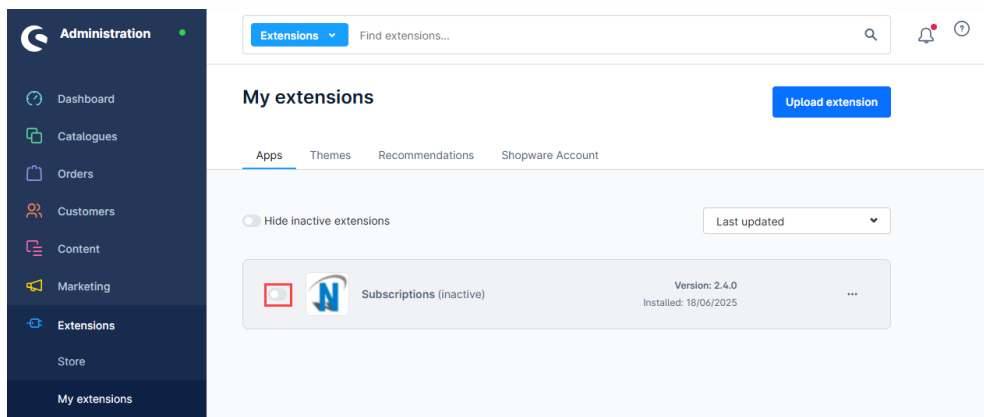 Administration
Extensions
Find extensions...
Dashboard
Catalogues
Orders
Customers
Content
Marketing
Extensions
Store
My extensions
My extensions
Upload extension
Apps
Themes
Recommendations
Shopware Account
Hide inactive extensions
Last updated
N
Subscriptions (inactive)
Version: 2.4.0
Installed: 18/06/2025